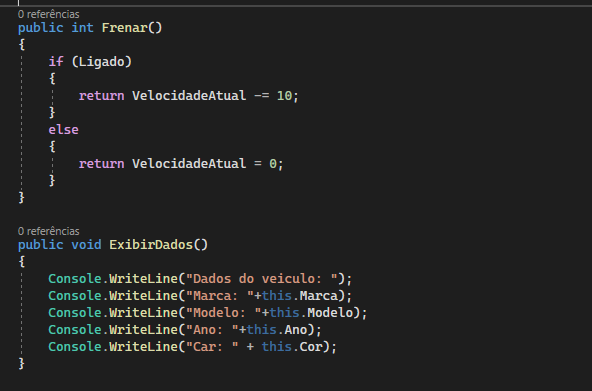 0 referências
public int Frenar()
{
if (Ligado)
{
return VelocidadeAtual -= 10;
}
else
{
return VelocidadeAtual = 0;
}
}
0 referências
public void ExibirDados()
{
Console.WriteLine("Dados do veiculo: ");
Console.WriteLine("Marca: "+this.Marca);
Console.WriteLine("Modelo: "+this.Modelo);
Console.WriteLine("Ano: "+this.Ano);
Console.WriteLine("Car: " + this.Cor);
}